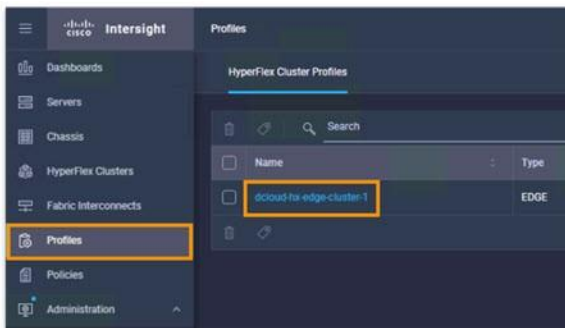 CISCO Intersight
Profiles
Dashboards
Servers
Chassis
HyperFlex Clusters
Fabric Interconnects
Profiles
Policies
Administration
HyperFlex Cluster Profiles
Search
Name
Type
dcloud-hx-edge-cluster-1
EDGE